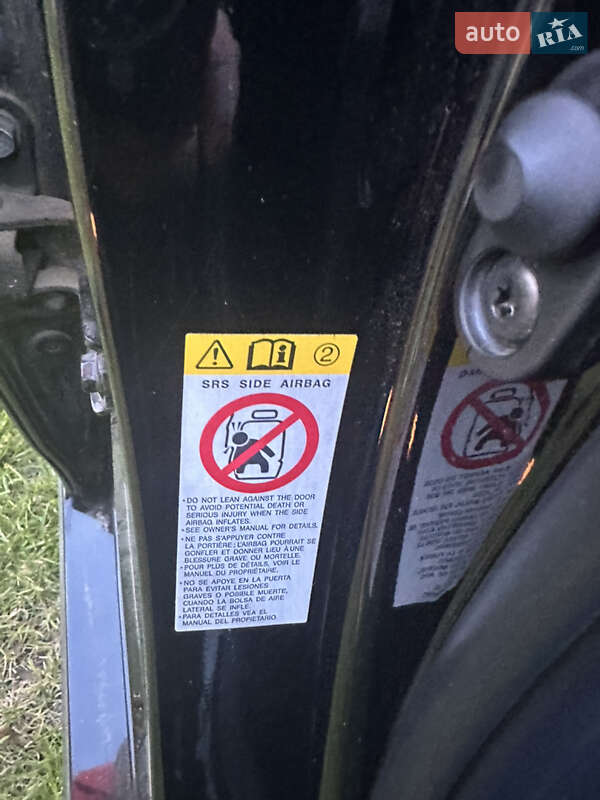 auto RIA.com
2
SRS SIDE AIRBAG
•DO NOT LEAN AGAINST THE DOOR
TO AVOID POTENTIAL DEATH OR
SERIOUS INJURY WHEN THE SIDE
AIRBAG INFLATES.
•SEE OWNER'S MANUAL FOR DETAILS.
•NE PAS S'APPUYER CONTRE
LA PORTIÈRE; L'AIRBAG POURRAIT SE
GONFLER ET DONNER LIEU À UNE
BLESSURE GRAVE OU MORTELLE.
•POUR PLUS DE DÉTAILS, VOIR LE
MANUEL DU PROPRIÉTAIRE.
•NO SE APOYE EN LA PUERTA
PARA EVITAR LESIONES
GRAVES O POSIBLE MUERTE,
CUANDO LA BOLSA DE AIRE
LATERAL SE INFLE.
•PARA DETALLES VEA EL
MANUAL DEL PROPIETARIO